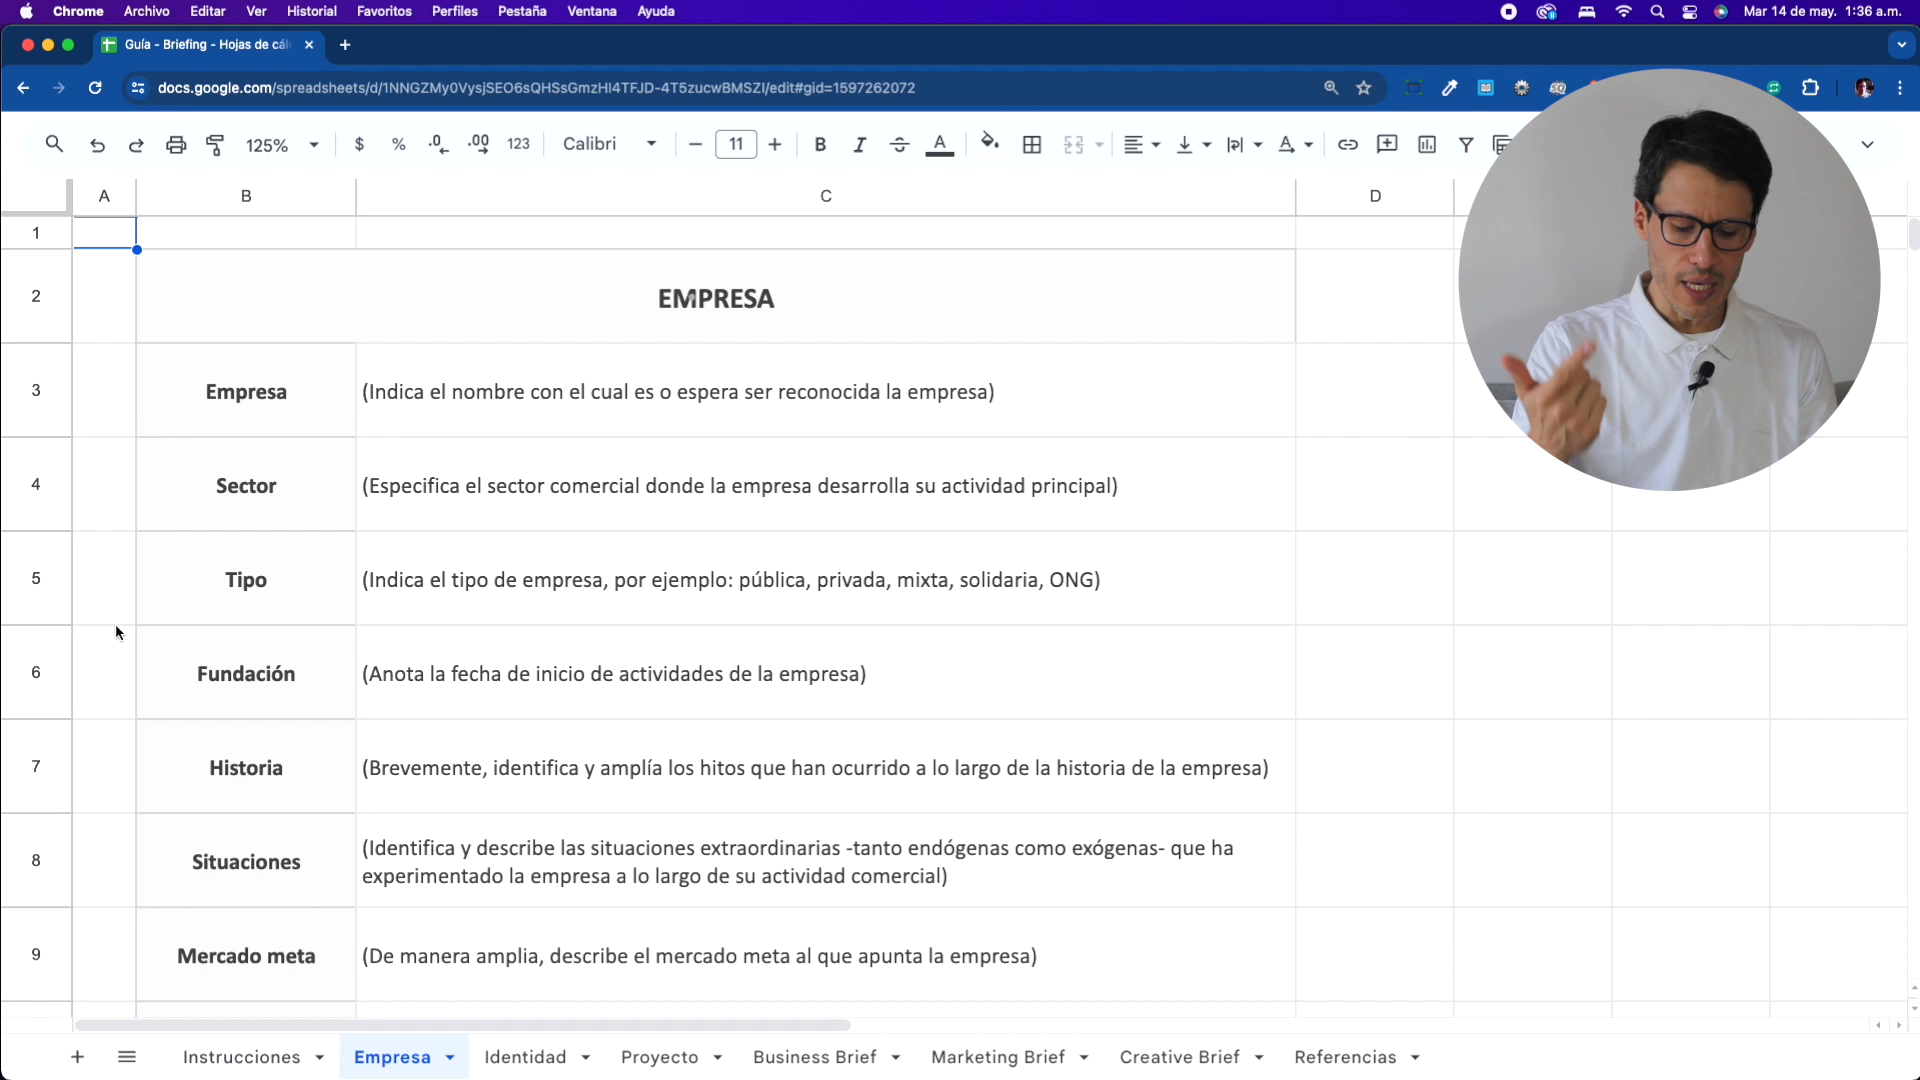 Chrome Archivo Editar Ver Historial Favoritos Perfiles Pestaña Ventana Ayuda Mar 14 de may. 1:36 a.m.
Guía - Briefing - Hojas de cál
docs.google.com/spreadsheets/d/1NNGZMy0VysjSEO6sQHSsGmzHI4TFJD-4T5zucwBMSZI/edit#gid=1597262072
125% $ % .0 .00 123 Calibri 11 B I S A
A B C D
1
2 EMPRESA
3 Empresa (Indica el nombre con el cual es o espera ser reconocida la empresa)
4 Sector (Especifica el sector comercial donde la empresa desarrolla su actividad principal)
5 Tipo (Indica el tipo de empresa, por ejemplo: pública, privada, mixta, solidaria, ONG)
6 Fundación (Anota la fecha de inicio de actividades de la empresa)
7 Historia (Brevemente, identifica y amplía los hitos que han ocurrido a lo largo de la historia de la empresa)
8 Situaciones (Identifica y describe las situaciones extraordinarias -tanto endógenas como exógenas- que ha
experimentado la empresa a lo largo de su actividad comercial)
9 Mercado meta (De manera amplia, describe el mercado meta al que apunta la empresa)
Instrucciones Empresa Identidad Proyecto Business Brief Marketing Brief Creative Brief Referencias